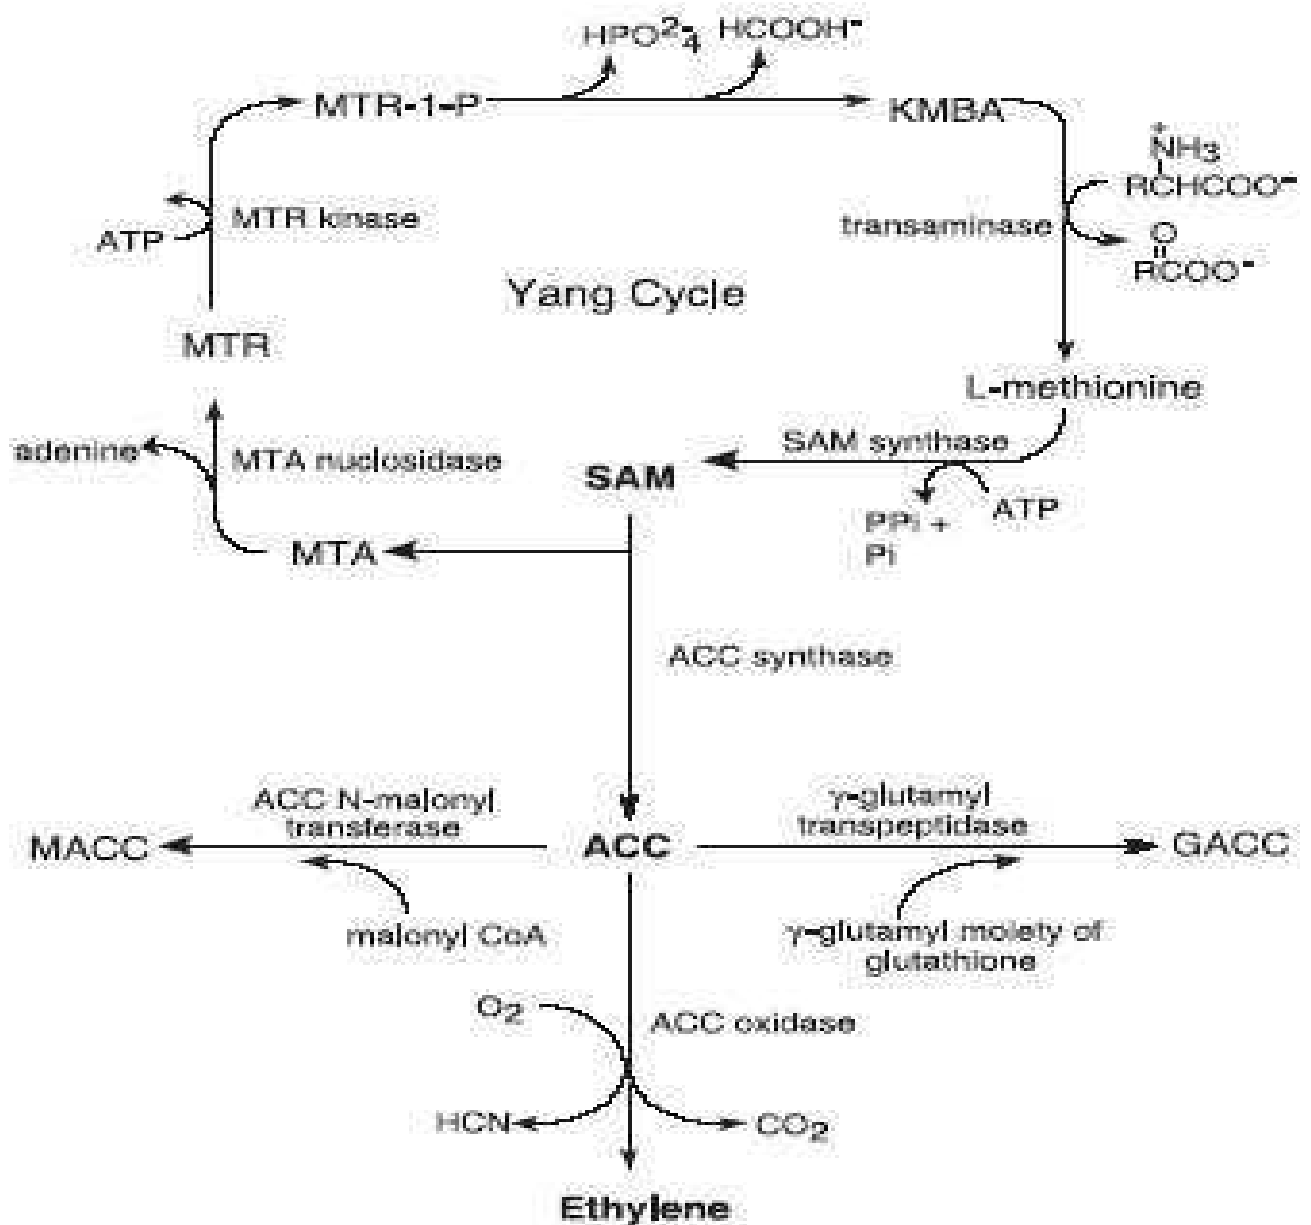 HPO²⁻₄ HCOOH⁻
MTR-1-P
KMBA
⁺NH₃
RCHCOO⁻
MTR kinase
transaminase
ATP
O
RCOO⁻
Yang Cycle
MTR
L-methionine
SAM synthase
adenine
MTA nuclosidase
SAM
ATP
PPi +
Pi
MTA
ACC synthase
ACC N-malonyl
transferase
γ-glutamyl
transpeptidase
MACC
ACC
GACC
malonyl CoA
γ-glutamyl moiety of
glutathione
O₂
ACC oxidase
HCN
CO₂
Ethylene